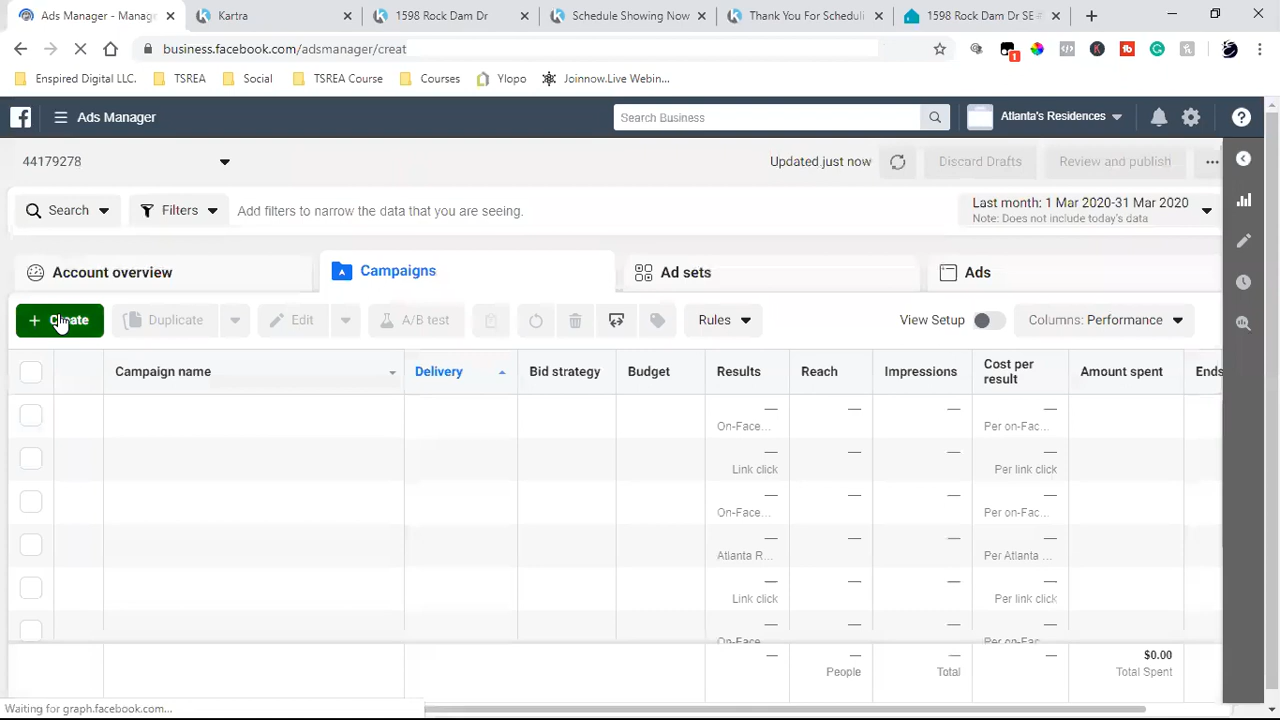 Ads Manager - Manage
Kartra
1598 Rock Dam Dr
Schedule Showing Now
Thank You For Scheduli
1598 Rock Dam Dr SE
business.facebook.com/adsmanager/creat
1
Enspired Digital LLC.
TSREA
Social
TSREA Course
Courses
Ylopo
Joinnow.Live Webin...
Ads Manager
Search Business
Atlanta's Residences
44179278
Updated just now
Discard Drafts
Review and publish
Search
Filters
Add filters to narrow the data that you are seeing.
Last month: 1 Mar 2020-31 Mar 2020
Note: Does not include today's data
Account overview
Campaigns
Ad sets
Ads
+ Create
Duplicate
Edit
A/B test
Rules
View Setup
Columns: Performance
Campaign name
Delivery
Bid strategy
Budget
Results
Reach
Impressions
Cost per result
Amount spent
Ends
— — — —
On-Face... Per on-Fac...
— — — —
Link click Per link click
— — — —
On-Face... Per on-Fac...
— — — —
Atlanta R... Per Atlanta ...
— — — —
Link click Per link click
— — — —
On-Face... Per on-Fac...
— — — — $0.00
People Total Total Spent
Waiting for graph.facebook.com...